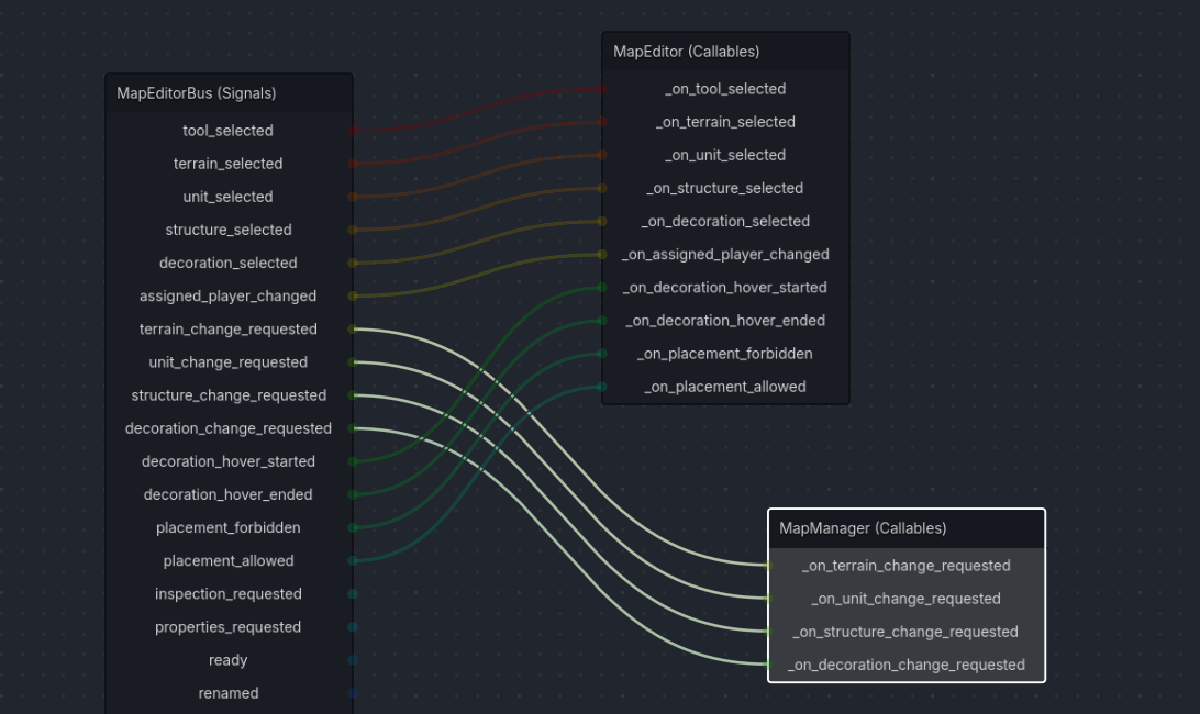 MapEditorBus (Signals)
tool_selected
terrain_selected
unit_selected
structure_selected
decoration_selected
assigned_player_changed
terrain_change_requested
unit_change_requested
structure_change_requested
decoration_change_requested
decoration_hover_started
decoration_hover_ended
placement_forbidden
placement_allowed
inspection_requested
properties_requested
ready
renamed
MapEditor (Callables)
_on_tool_selected
_on_terrain_selected
_on_unit_selected
_on_structure_selected
_on_decoration_selected
_on_assigned_player_changed
_on_decoration_hover_started
_on_decoration_hover_ended
_on_placement_forbidden
_on_placement_allowed
MapManager (Callables)
_on_terrain_change_requested
_on_unit_change_requested
_on_structure_change_requested
_on_decoration_change_requested